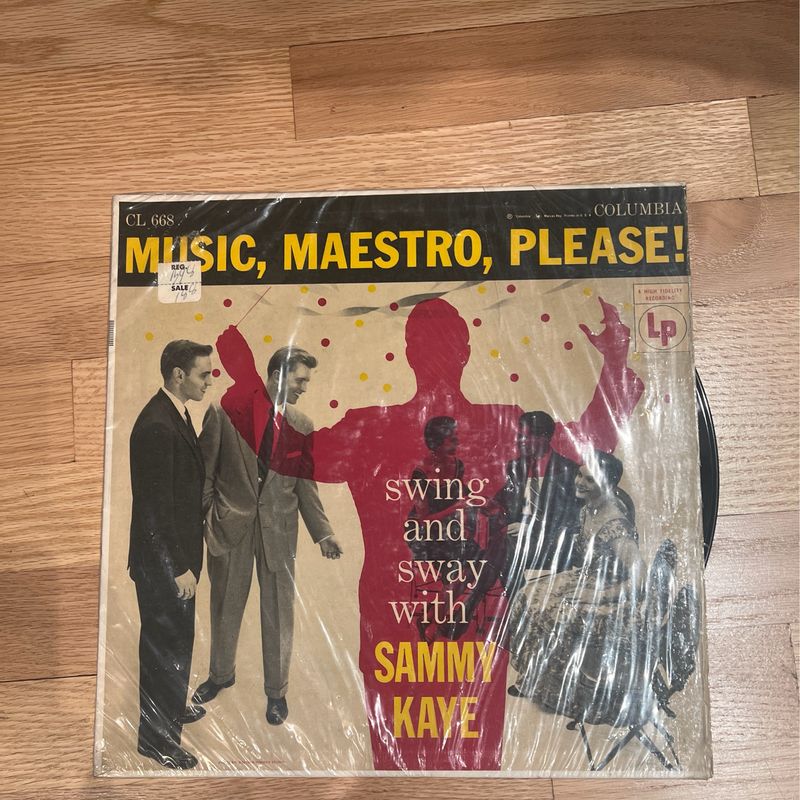 CL 668
COLUMBIA
MUSIC, MAESTRO, PLEASE!
REG.
SALE
A HIGH FIDELITY
RECORDING
LP
swing
and
sway
with
SAMMY
KAYE